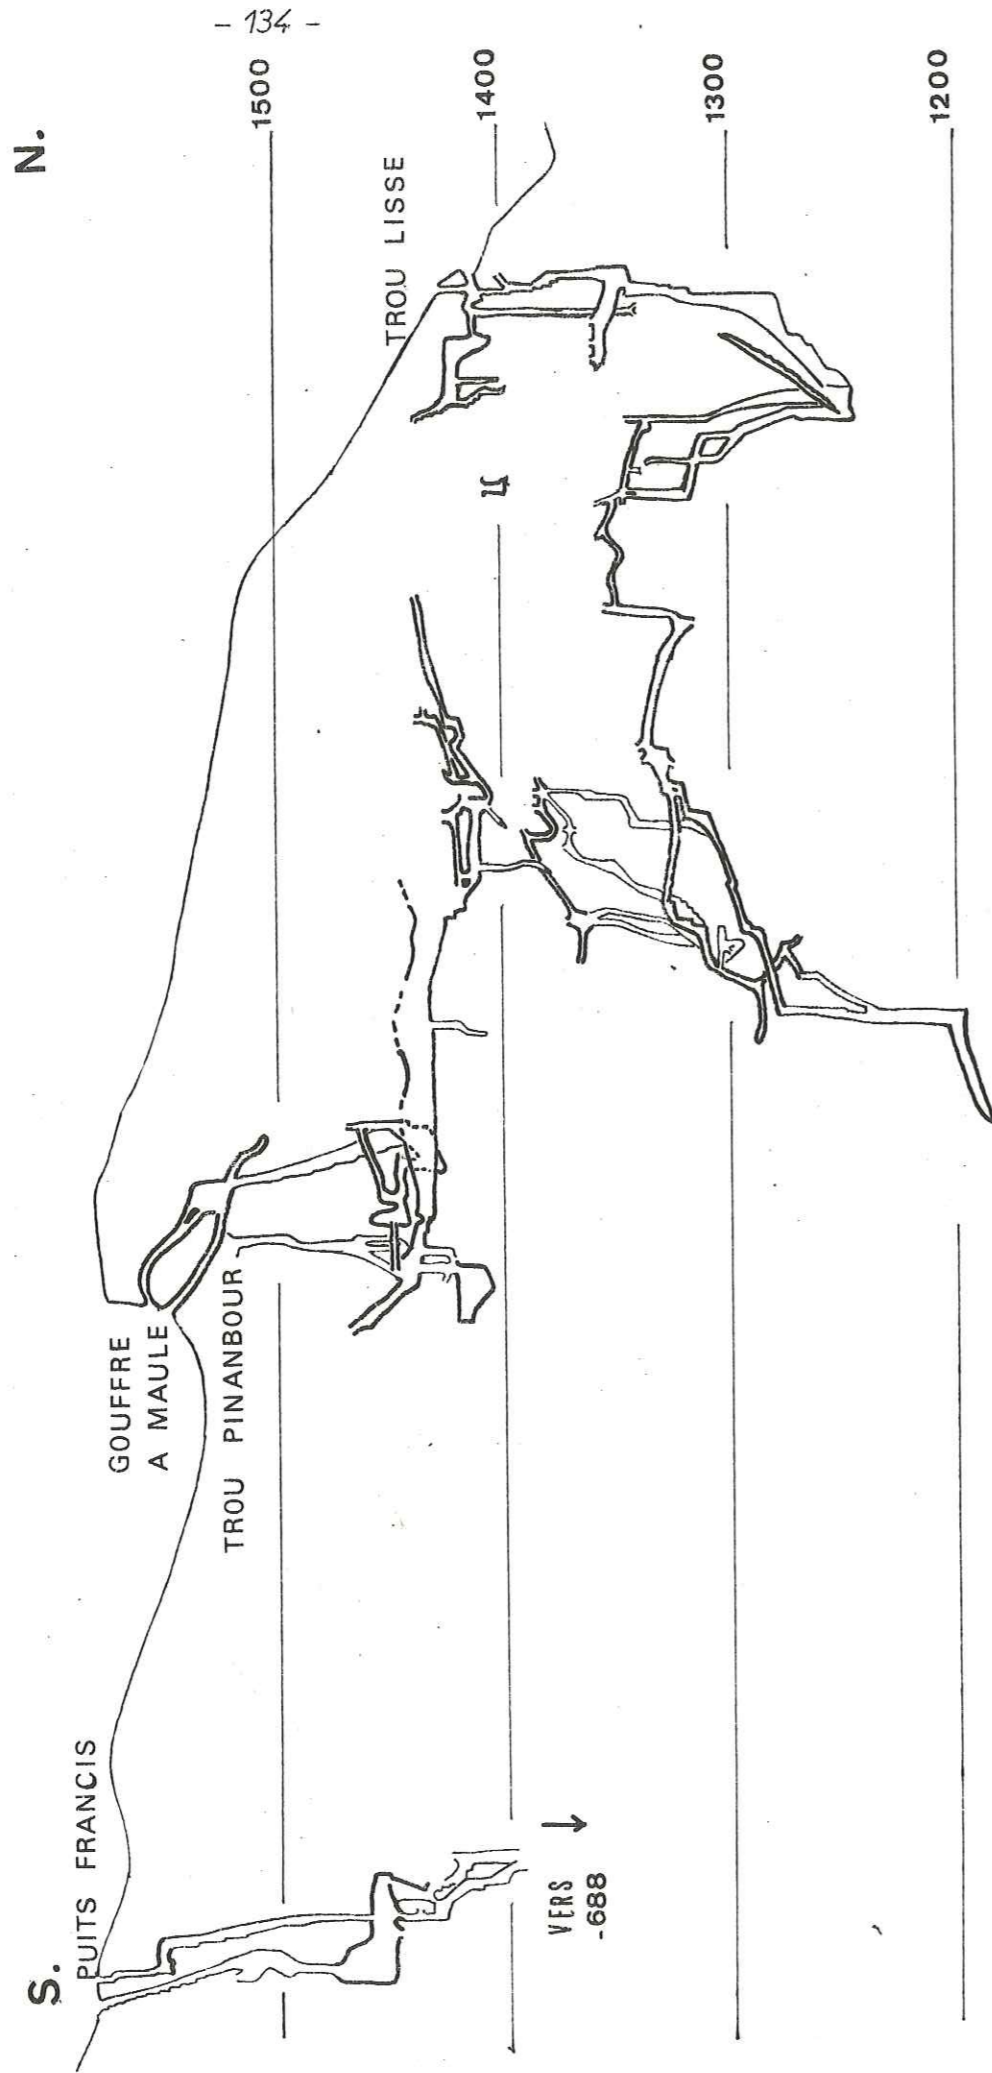 - 134 -
N.
1500
1400
1300
1200
TROU LISSE
GOUFFRE
A MAULE
TROU PINANBOUR
S.
PUITS FRANCIS
VERS
-688